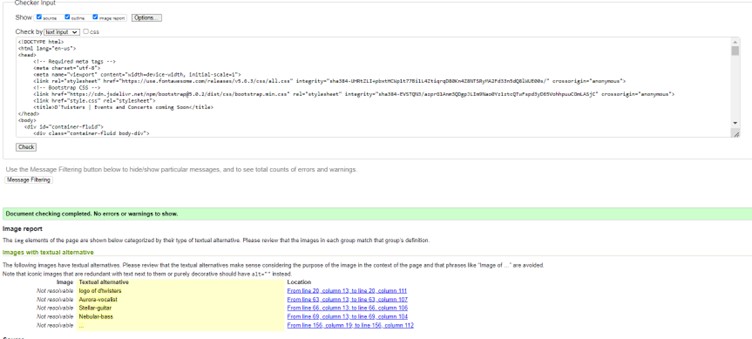 Checker Input
Show source outline image report Options...
Check by text input css
<!DOCTYPE html>
<html lang="en-us">
<head>
<!-- Required meta tags -->
<meta charset="utf-8">
<meta name="viewport" content="width=device-width, initial-scale=1">
<link rel="stylesheet" href="https://use.fontawesome.com/releases/v5.6.3/css/all.css" crossorigin="anonymous">
<!-- Bootstrap CSS -->
<link href="https://cdn.jsdelivr.net/npm/bootstrap@5.0.2/dist/css/bootstrap.min.css" rel="stylesheet" crossorigin="anonymous">
<link href="style.css" rel="stylesheet">
<title>D'Tuisters | Events and Concerts coming Soon</title>
</head>
<body>
<div id="container-fluid">
<div class="container-fluid body-div">
Check
Use the Message Filtering button below to hide/show particular messages, and to see total counts of errors and warnings.
Message Filtering
Document checking completed. No errors or warnings to show.
Image report
The img elements of the page are shown below categorized by their type of textual alternative. Please review that the images in each group match that group's definition.
Images with textual alternative
The following images have textual alternatives. Please review that the textual alternatives make sense considering the purpose of the image in the context of the page and that phrases like "Image of ..." are avoided.
Note that iconic images that are redundant with text next to them or purely decorative should have alt="" instead.
Image Textual alternative Location
Not resolvable logo of d'twisters From line 20, column 13; to line 20, column 111
Not resolvable Aurora-vocalist From line 63, column 13; to line 63, column 107
Not resolvable Stellar-guitar From line 66, column 13; to line 66, column 106
Not resolvable Nebular-bass From line 69, column 13; to line 69, column 104
Not resolvable ... From line 156, column 19; to line 156, column 112